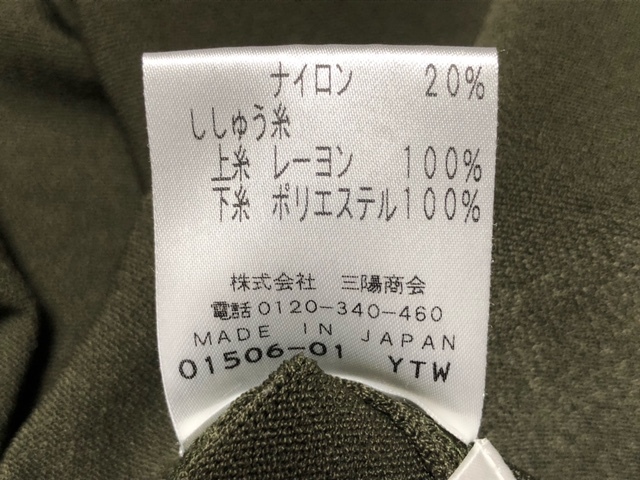 ナイロン 20%
ししゅう糸
上糸 レーヨン 100%
下糸 ポリエステル100%
株式会社 三陽商会
電話0120-340-460
MADE IN JAPAN
01506-01 YTW